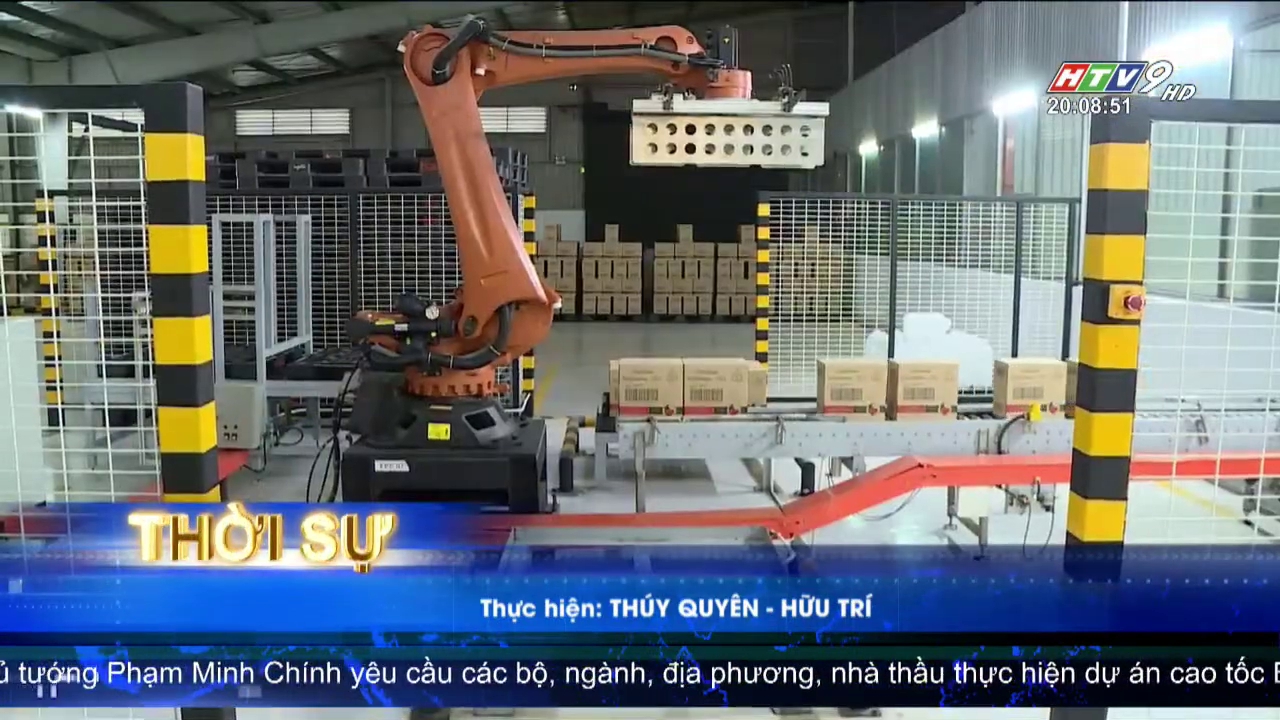 HTV9 HD
20:08:51
THỜI SỰ
Thực hiện: THÚY QUYÊN - HỮU TRÍ
tướng Phạm Minh Chính yêu cầu các bộ, ngành, địa phương, nhà thầu thực hiện dự án cao tốc